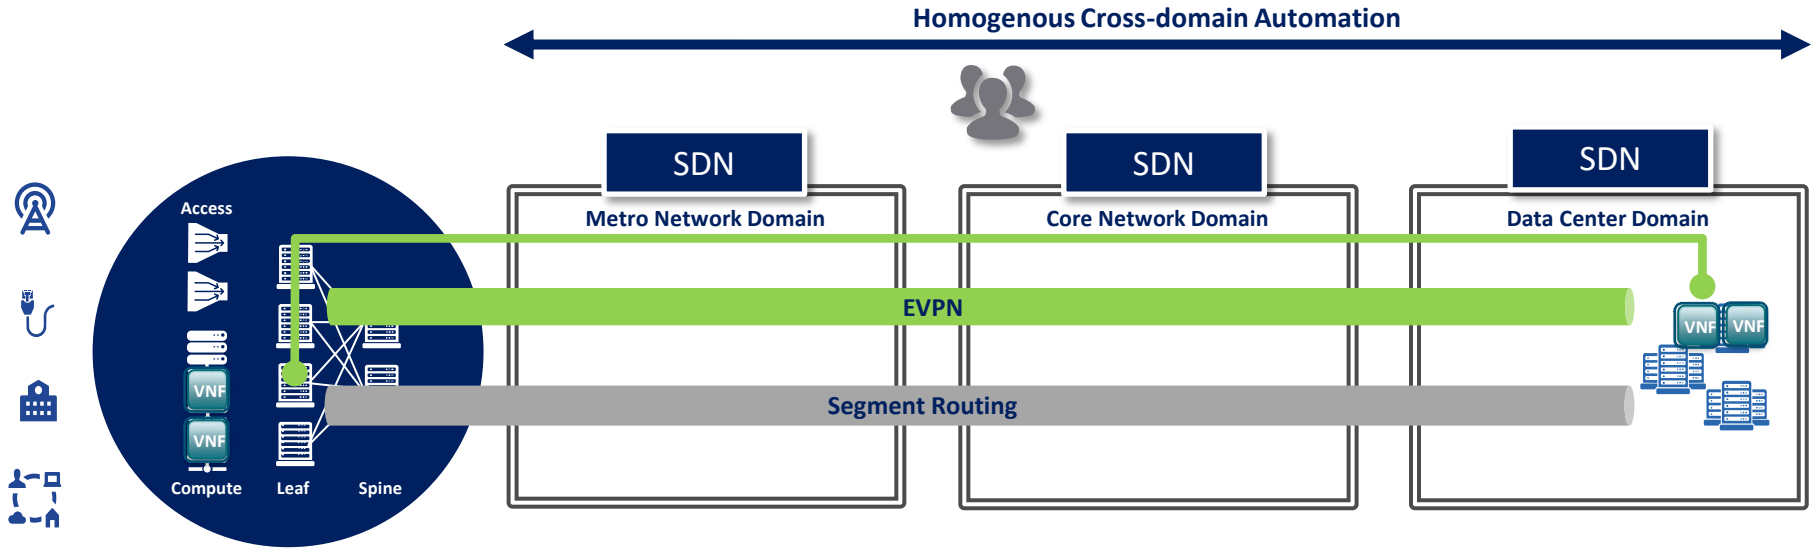 Homogenous Cross-domain Automation
SDN
SDN
SDN
Metro Network Domain
Core Network Domain
Data Center Domain
Access
EVPN
VNF
VNF
VNF
Segment Routing
VNF
Compute
Leaf
Spine